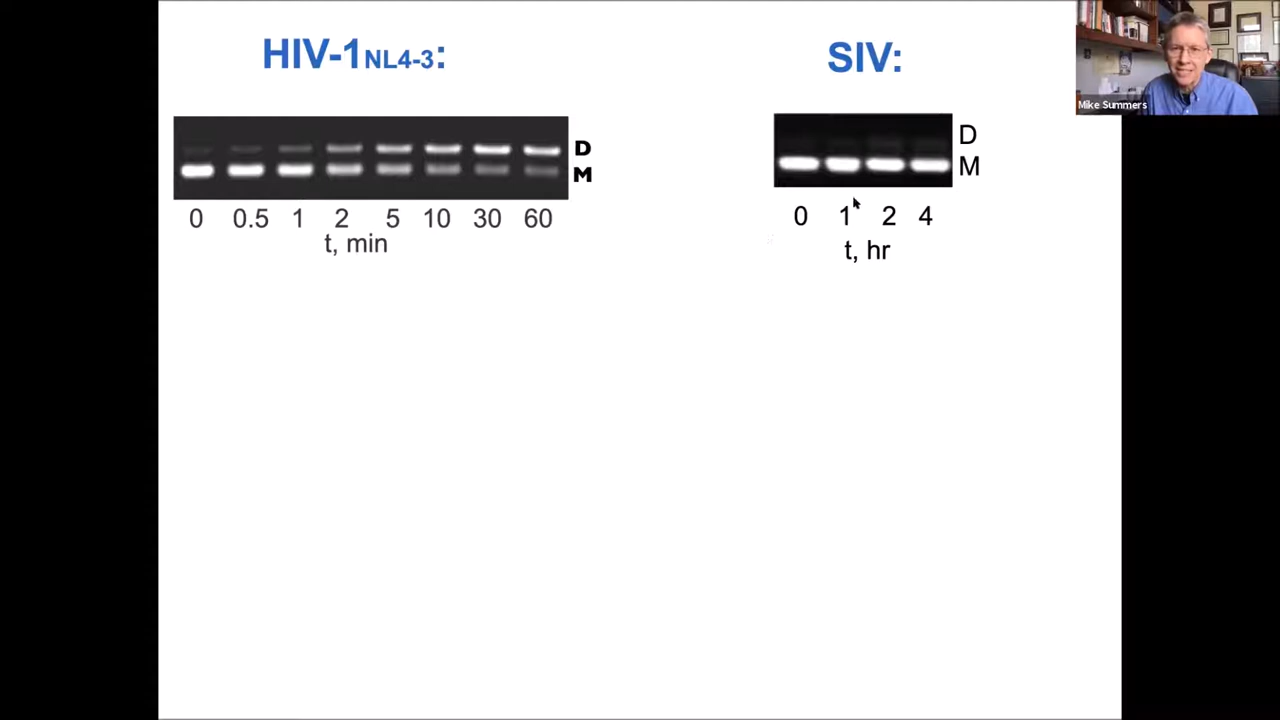 HIV-1NL4-3:
D
M
0 0.5 1 2 5 10 30 60
t, min
SIV:
D
M
0 1 2 4
t, hr
Mike Summers